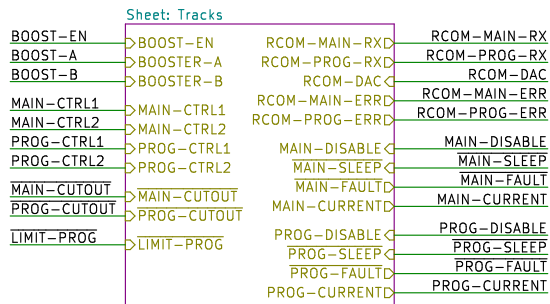 Sheet: Tracks
BOOST-EN BOOST-EN RCOM-MAIN-RX RCOM-MAIN-RX
BOOST-A BOOSTER-A RCOM-PROG-RX RCOM-PROG-RX
BOOST-B BOOSTER-B RCOM-DAC RCOM-DAC
RCOM-MAIN-ERR RCOM-MAIN-ERR
MAIN-CTRL1 MAIN-CTRL1 RCOM-PROG-ERR RCOM-PROG-ERR
MAIN-CTRL2 MAIN-CTRL2
PROG-CTRL1 PROG-CTRL1 MAIN-DISABLE MAIN-DISABLE
PROG-CTRL2 PROG-CTRL2 MAIN-SLEEP MAIN-SLEEP
MAIN-FAULT MAIN-FAULT
MAIN-CUTOUT MAIN-CUTOUT MAIN-CURRENT MAIN-CURRENT
PROG-CUTOUT PROG-CUTOUT
PROG-DISABLE PROG-DISABLE
LIMIT-PROG LIMIT-PROG PROG-SLEEP PROG-SLEEP
PROG-FAULT PROG-FAULT
PROG-CURRENT PROG-CURRENT